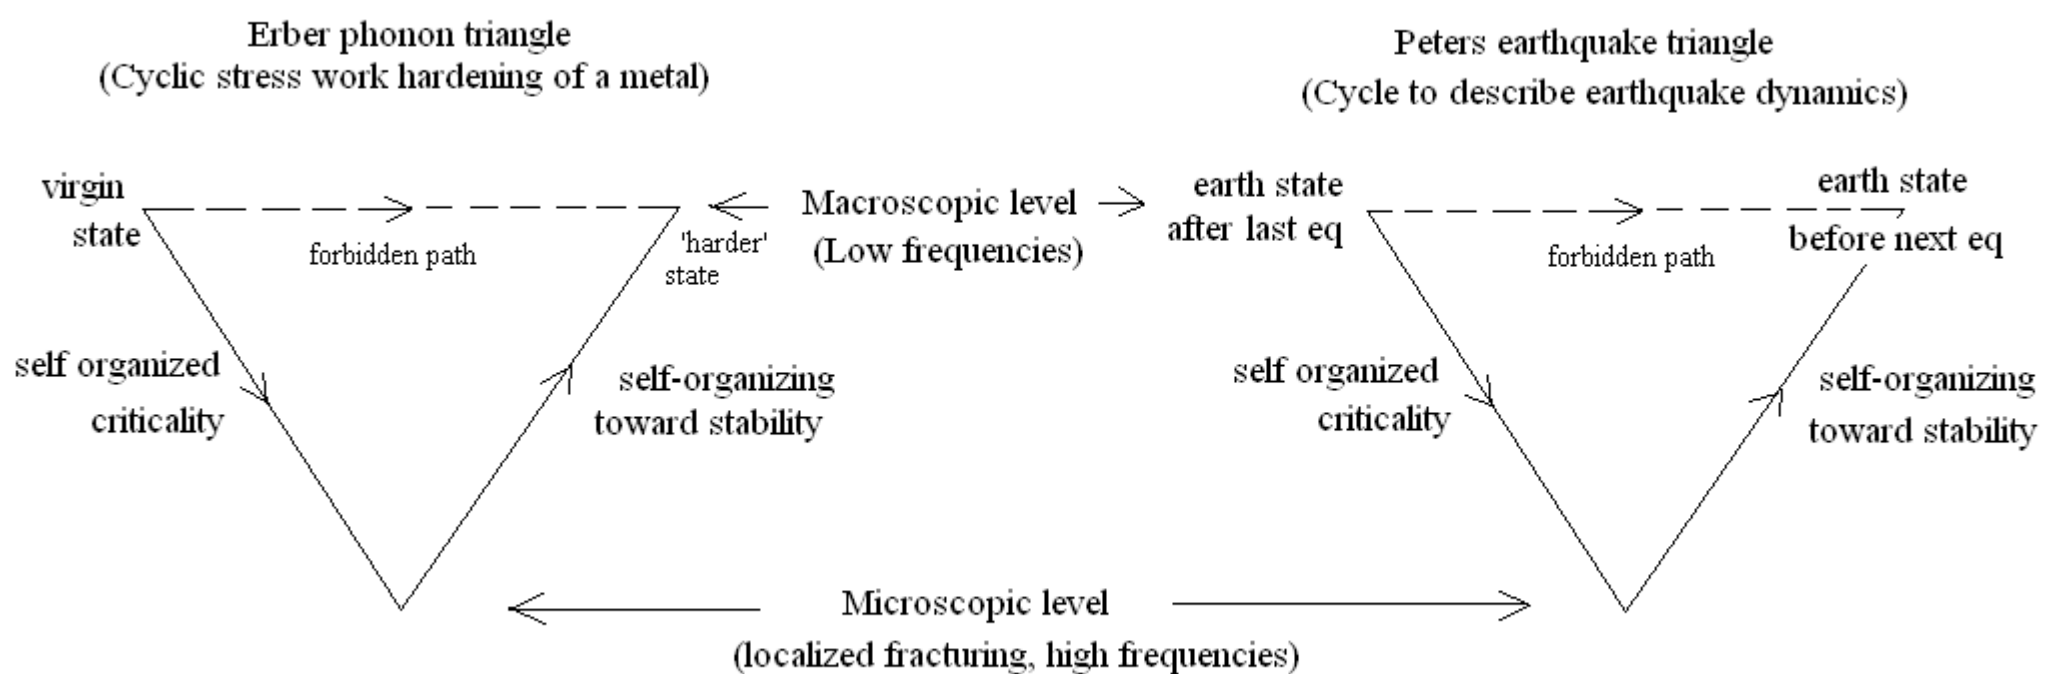 Erber phonon triangle
(Cyclic stress work hardening of a metal)
Peters earthquake triangle
(Cycle to describe earthquake dynamics)
virgin
state
forbidden path
'harder'
state
Macroscopic level
(Low frequencies)
earth state
after last eq
forbidden path
earth state
before next eq
self organized
criticality
self-organizing
toward stability
self organized
criticality
self-organizing
toward stability
Microscopic level
(localized fracturing, high frequencies)